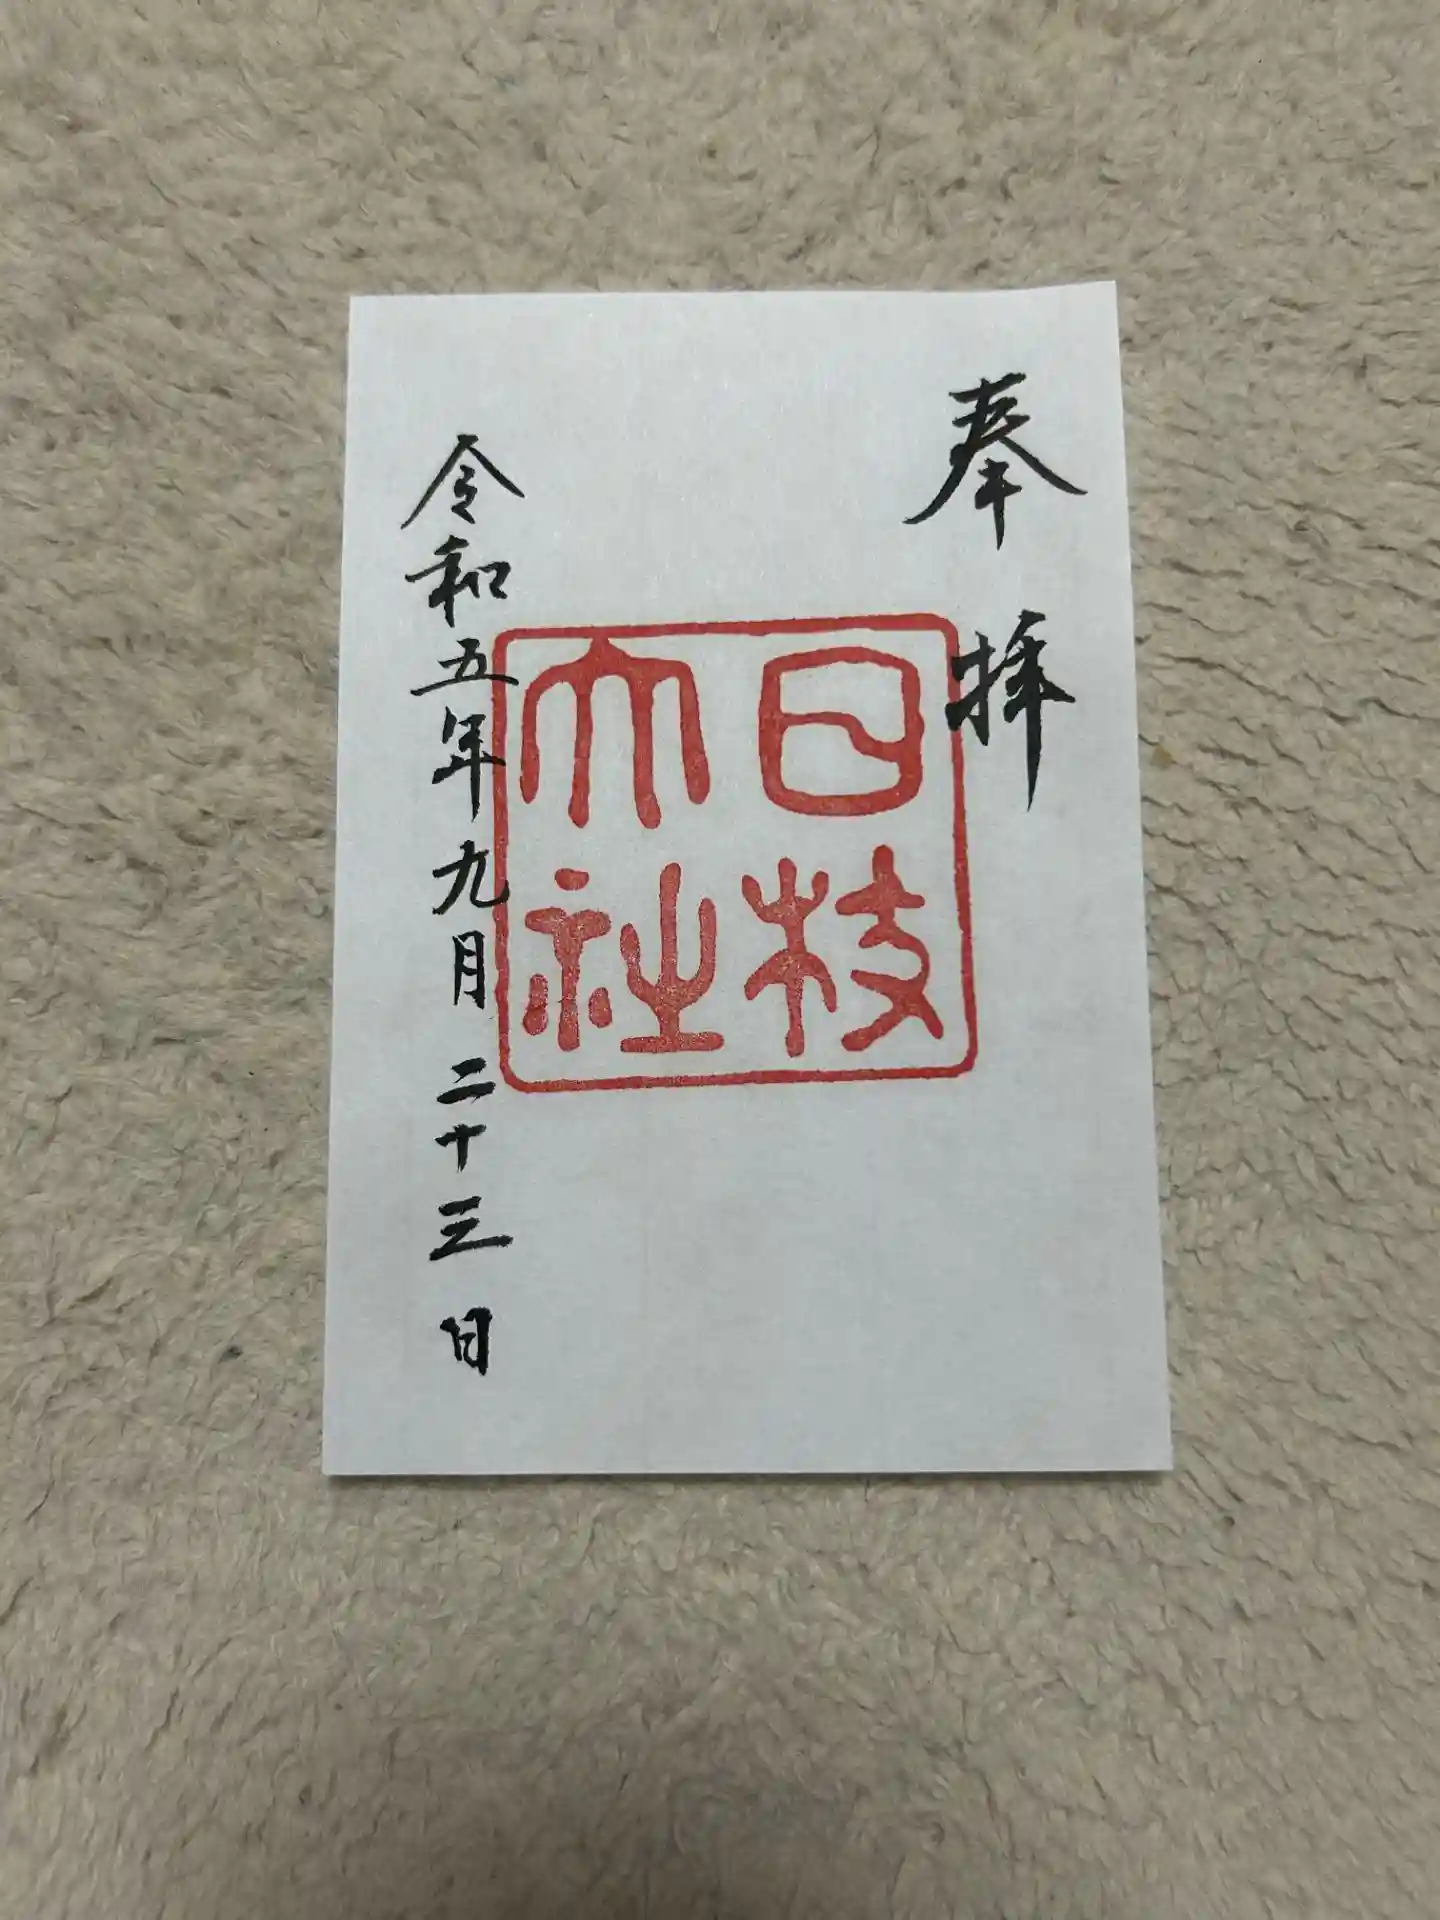 奉拝
日枝
大社
令和五年九月二十三日